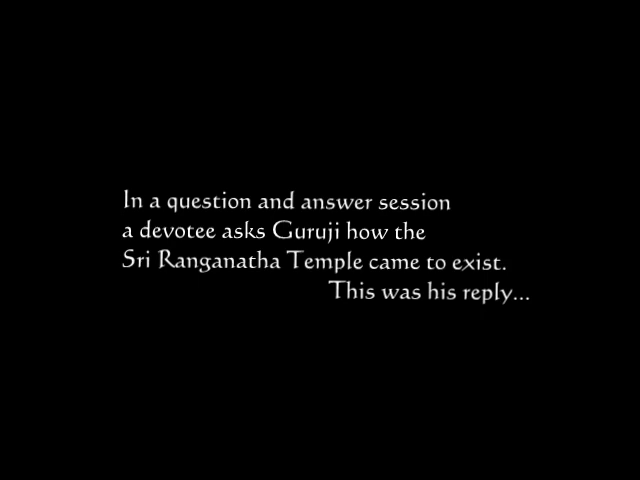 In a question and answer session
a devotee asks Guruji how the
Sri Ranganatha Temple came to exist.
This was his reply...